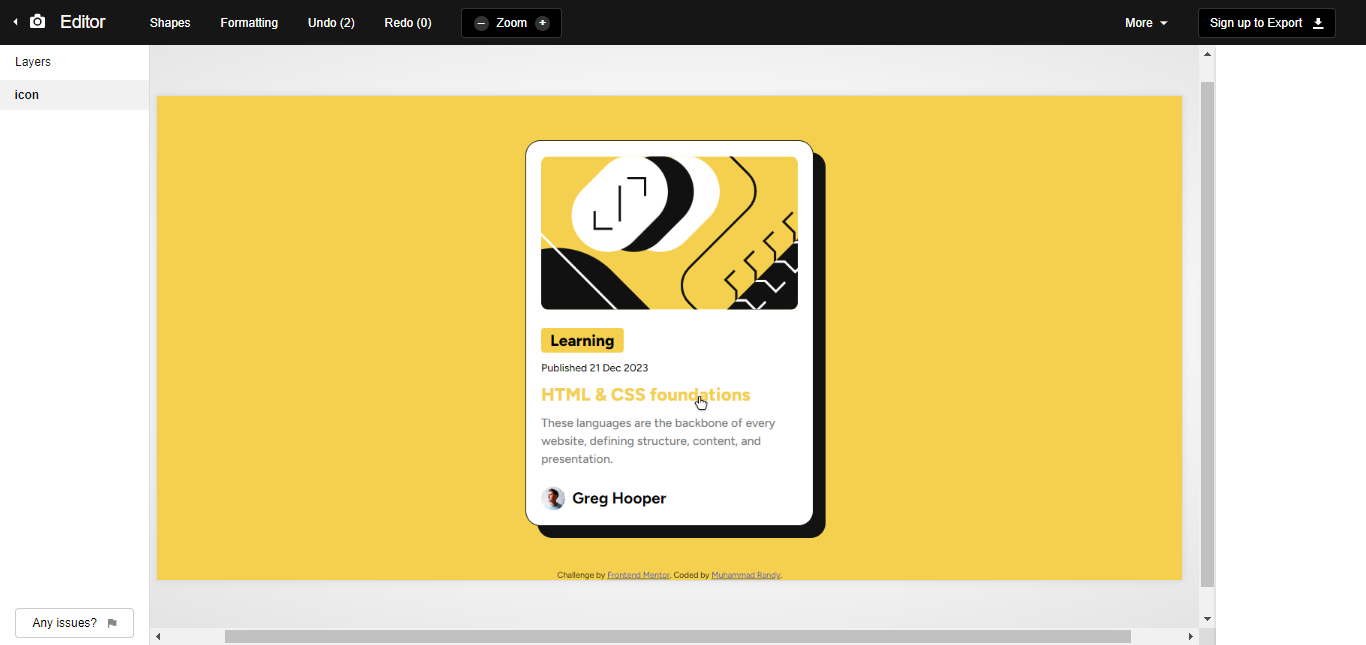 Editor
Shapes
Formatting
Undo (2)
Redo (0)
Zoom
More
Sign up to Export
Layers
icon
Learning
Published 21 Dec 2023
HTML & CSS foundations
These languages are the backbone of every
website, defining structure, content, and
presentation.
Greg Hooper
Challenge by Frontend Mentor. Coded by Muhammad Randy.
Any issues?